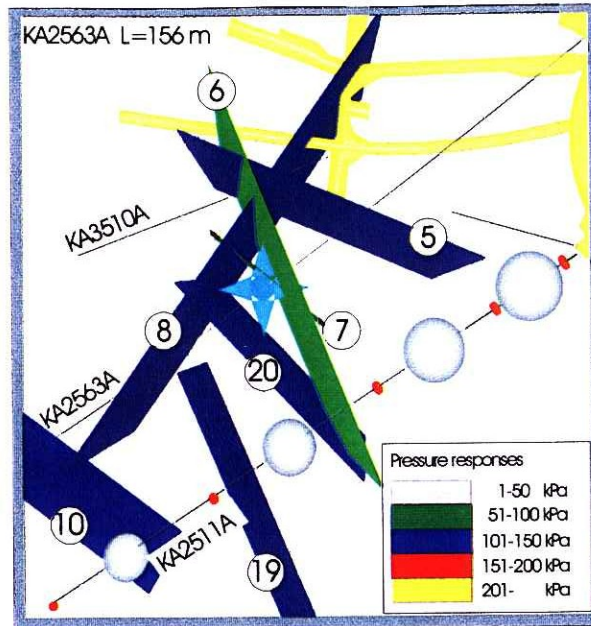 KA2563A L=156 m
6
KA3510A
5
8
7
20
KA2563A
10
KA2511A
19
Pressure responses
1-50 kPa
51-100 kPa
101-150 kPa
151-200 kPa
201- kPa